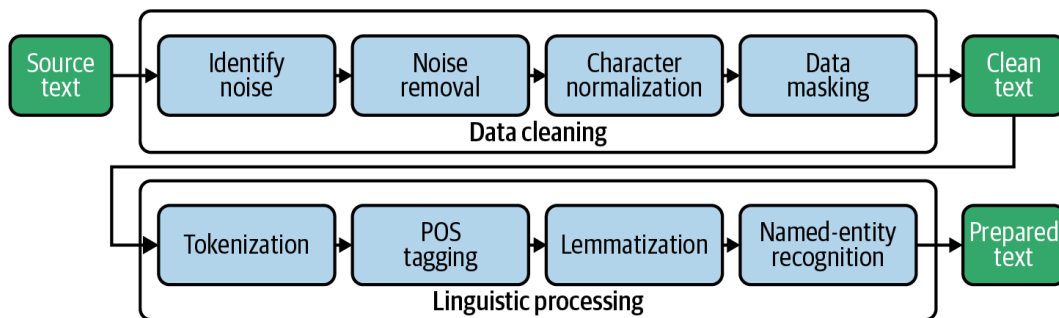 Source
text
Identify
noise
Noise
removal
Character
normalization
Data
masking
Clean
text
Data cleaning
Tokenization
POS
tagging
Lemmatization
Named-entity
recognition
Prepared
text
Linguistic processing